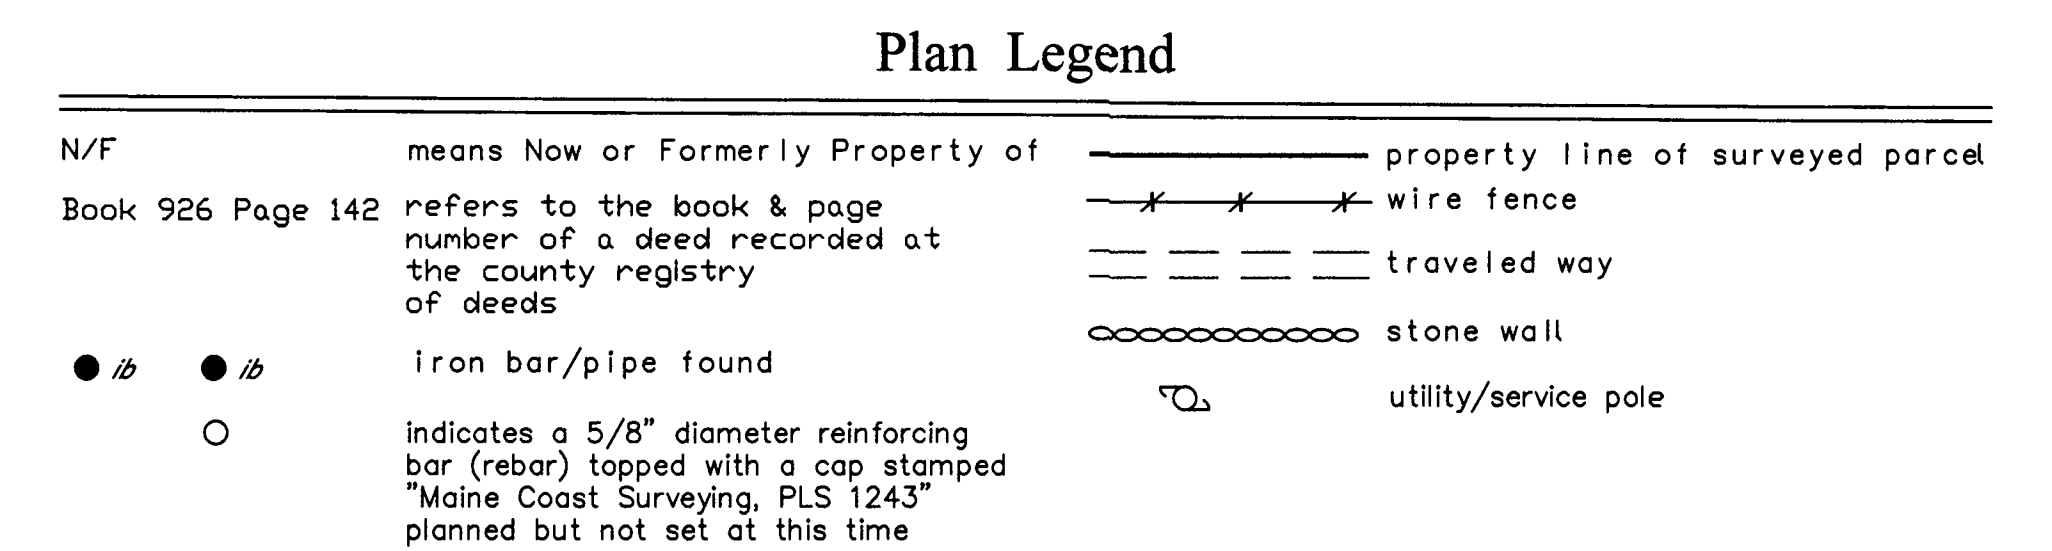 Plan Legend
N/F means Now or Formerly Property of
Book 926 Page 142 refers to the book & page
number of a deed recorded at
the county registry
of deeds
ib ib iron bar/pipe found
indicates a 5/8" diameter reinforcing
bar (rebar) topped with a cap stamped
"Maine Coast Surveying, PLS 1243"
planned but not set at this time
property line of surveyed parcel
wire fence
traveled way
stone wall
utility/service pole